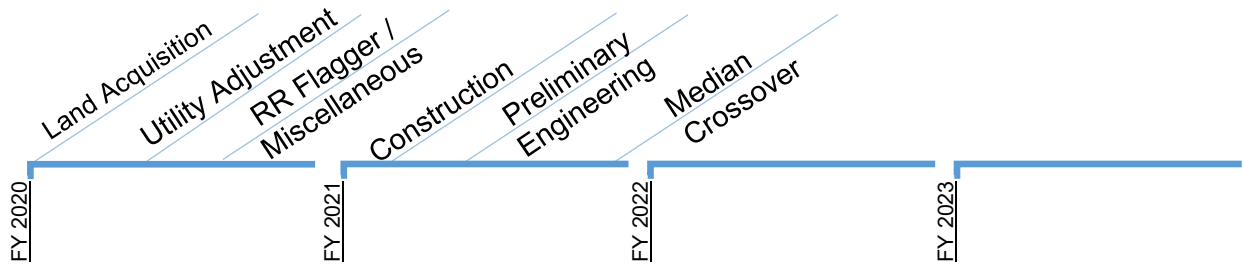 Land Acquisition
Utility Adjustment
RR Flagger /
Miscellaneous
Construction
Preliminary
Engineering
Median
Crossover
FY 2020
FY 2021
FY 2022
FY 2023